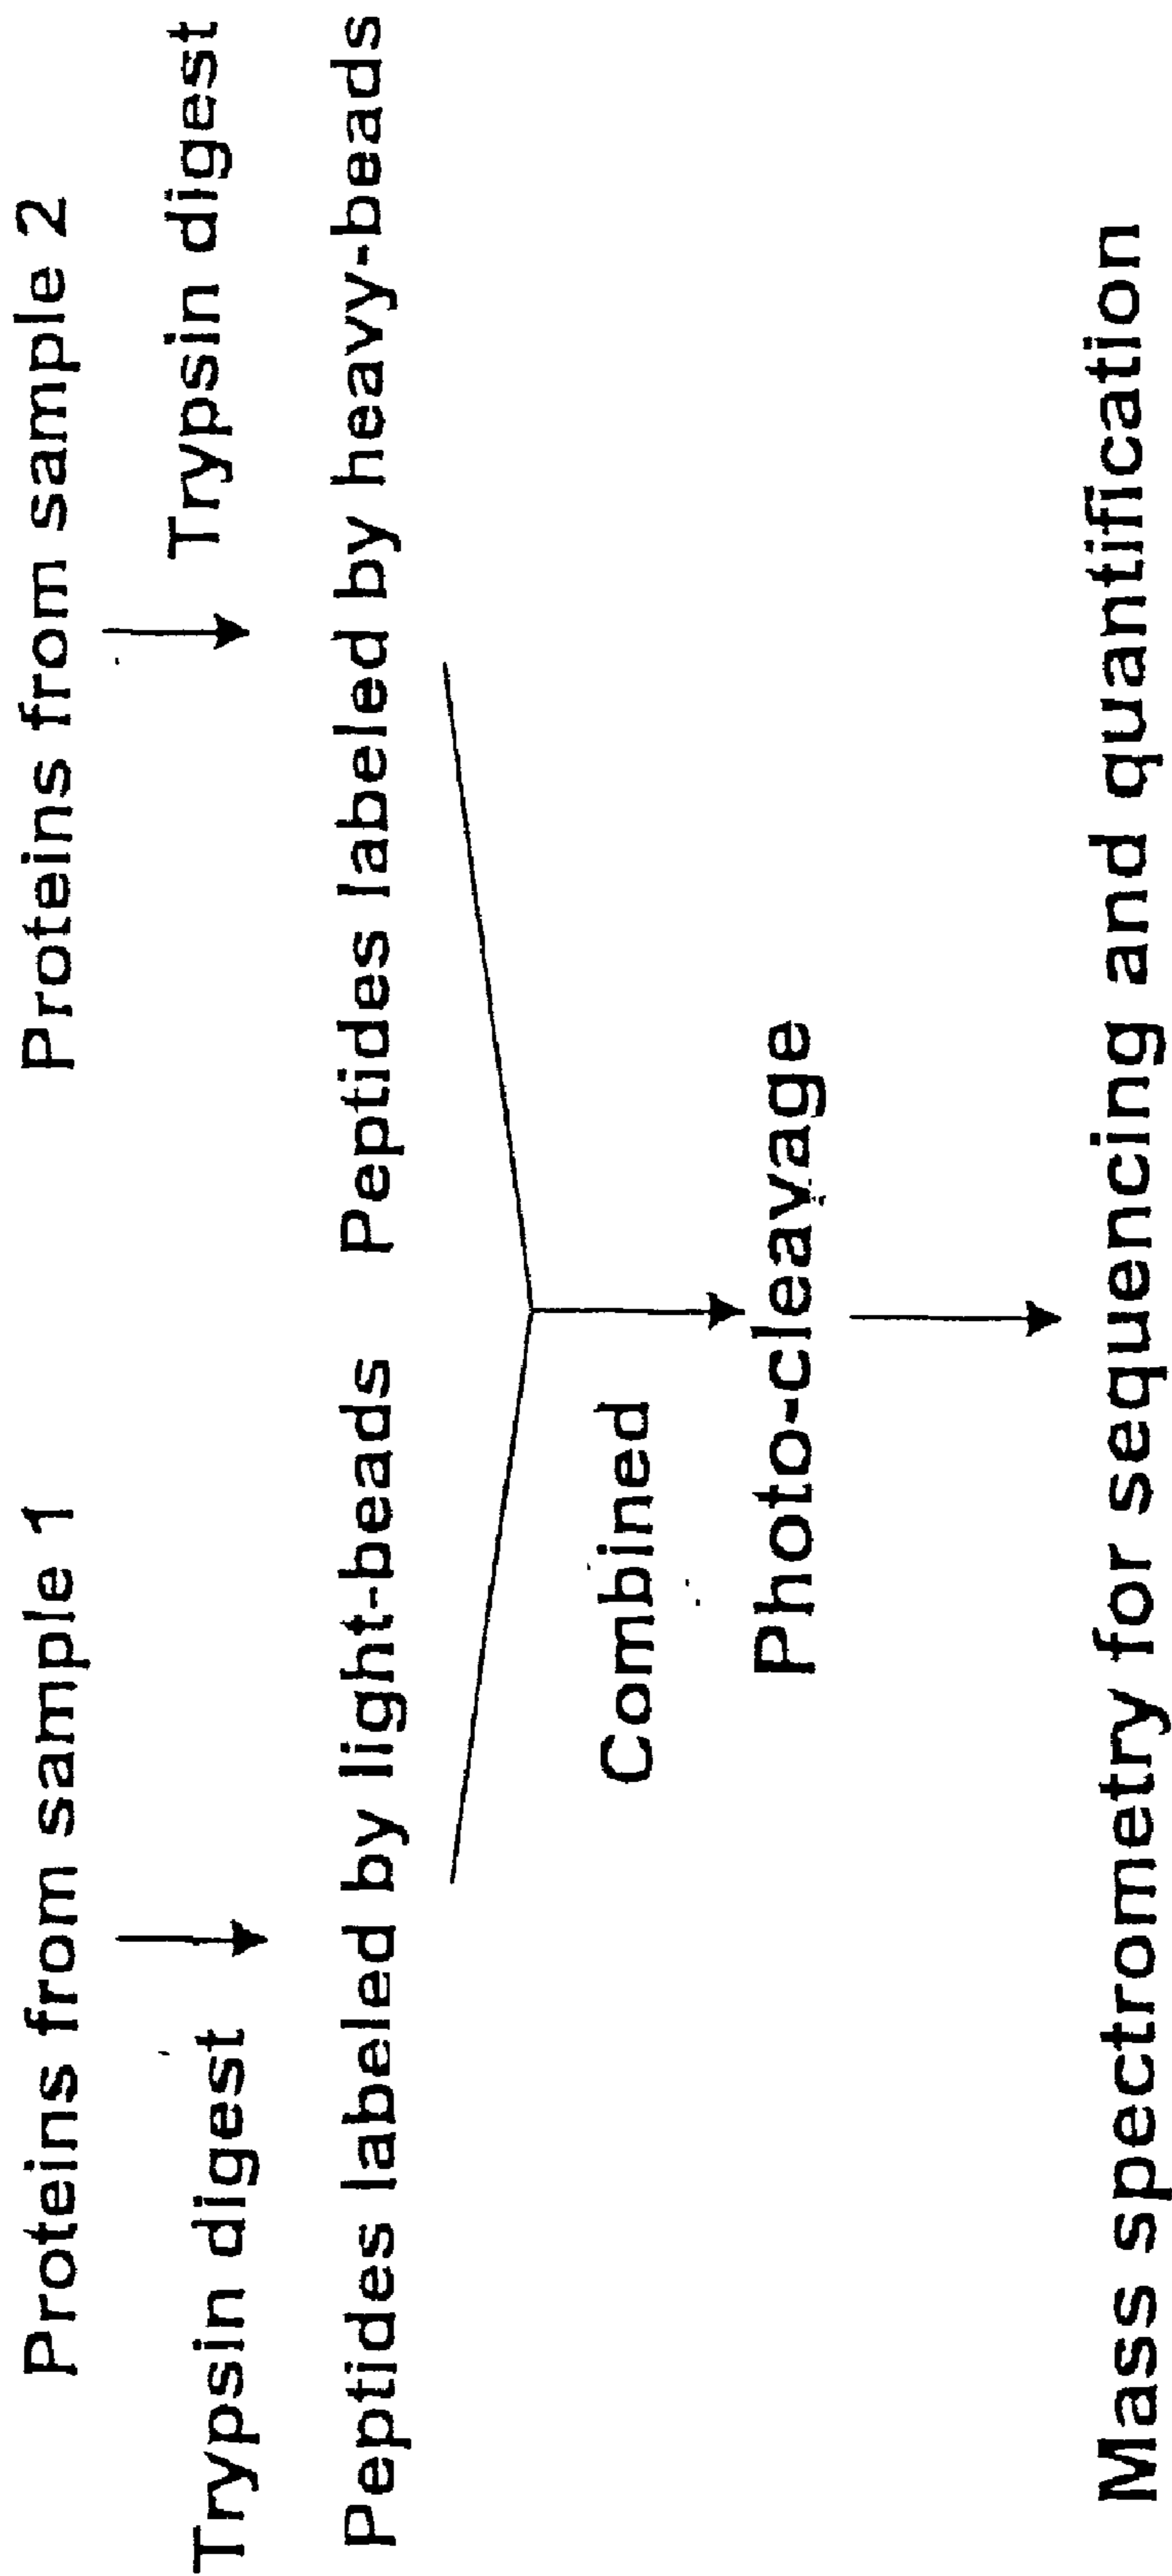 Proteins from sample 1
Proteins from sample 2
Trypsin digest
Trypsin digest
Peptides labeled by light-beads
Peptides labeled by heavy-beads
Combined
Photo-cleavage
Mass spectrometry for sequencing and quantification